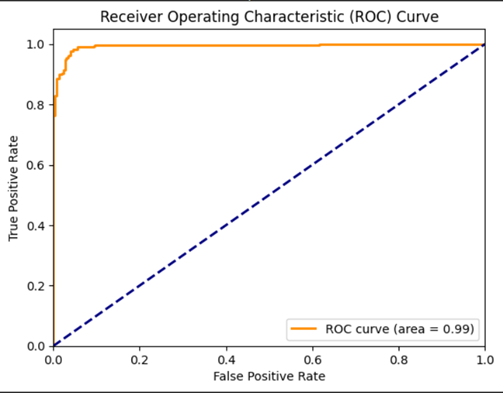 Receiver Operating Characteristic (ROC) Curve
1.0
0.8
0.6
0.4
0.2
0.0
True Positive Rate
ROC curve (area = 0.99)
0.0 0.2 0.4 0.6 0.8 1.0
False Positive Rate